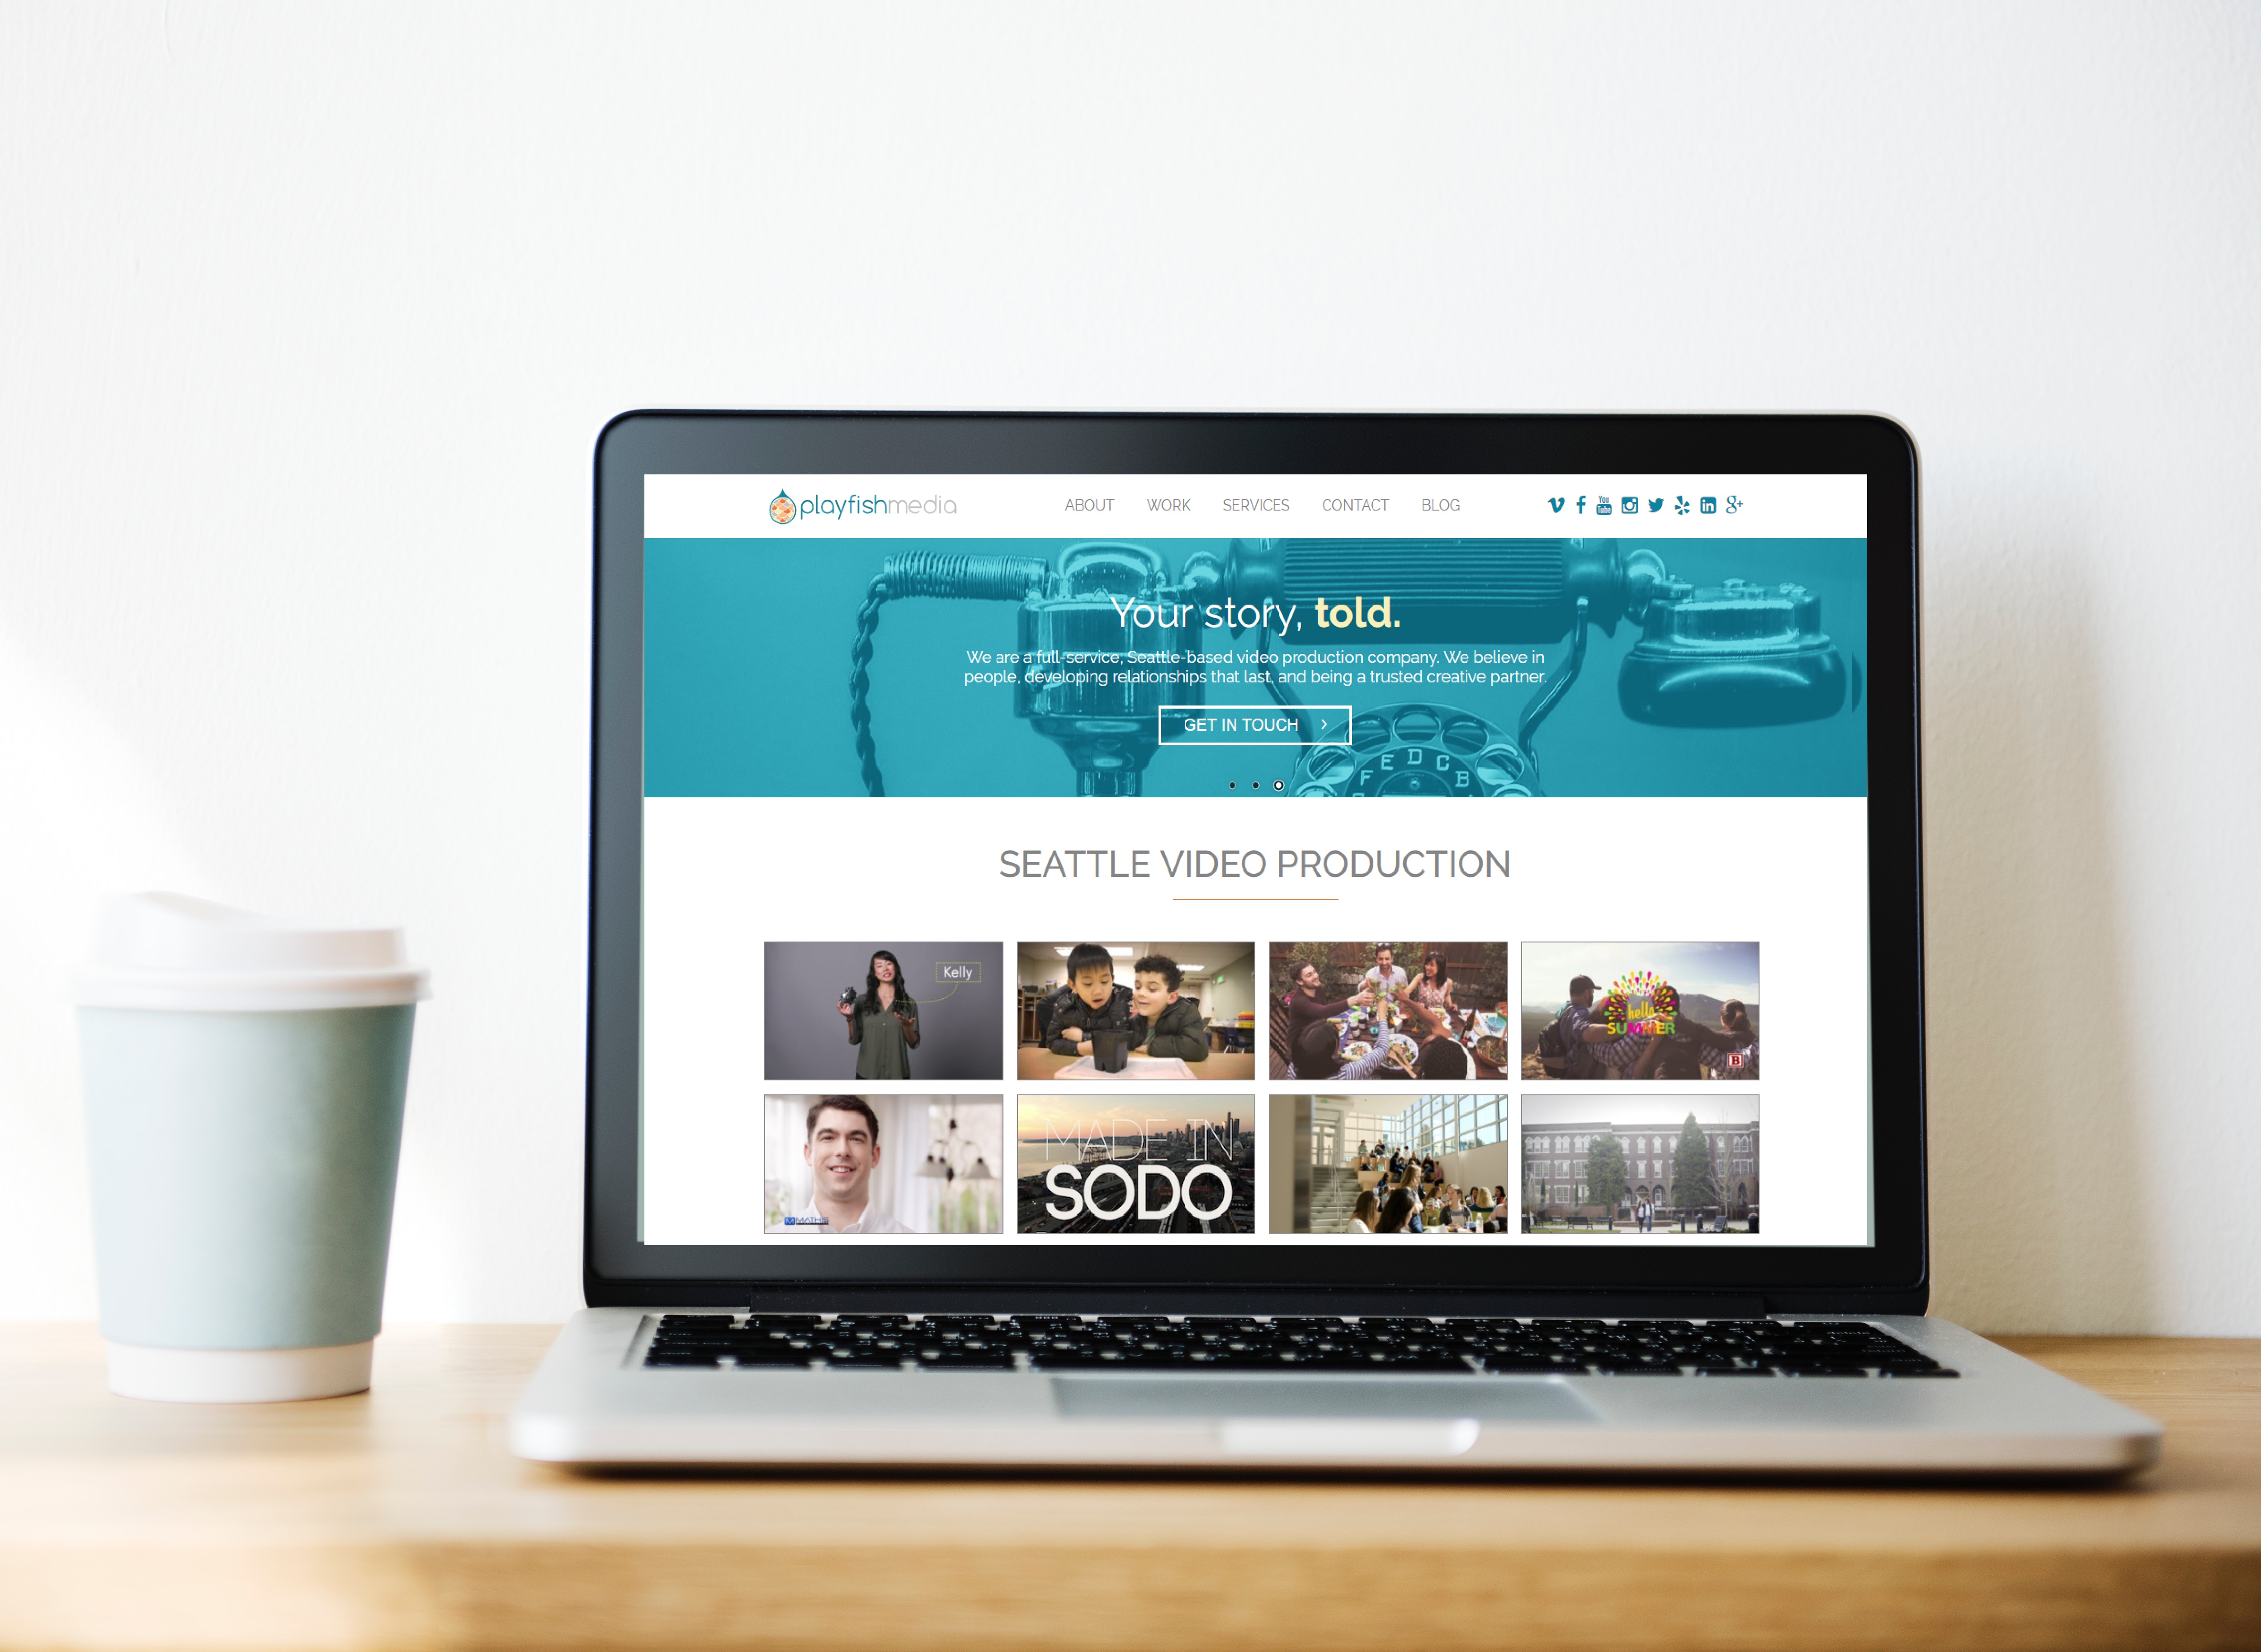 playfishmedia
ABOUT WORK SERVICES CONTACT BLOG
You
Tube
g+
Your story, told.
We are a full-service, Seattle-based video production company. We believe in
people, developing relationships that last, and being a trusted creative partner.
GET IN TOUCH >
F E D C B
SEATTLE VIDEO PRODUCTION
Kelly
hello
SUMMER
B
MADE IN
SODO